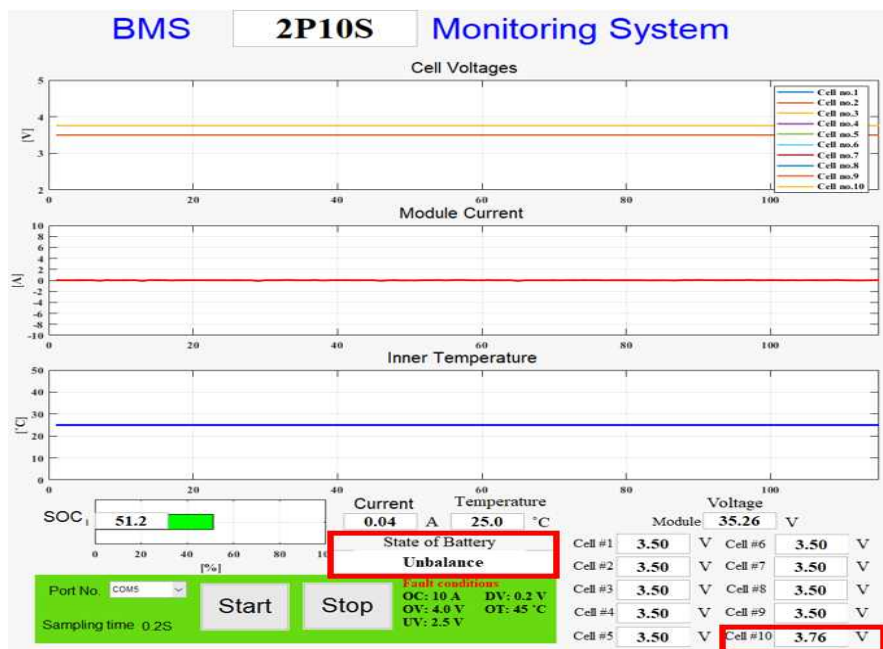 BMS 2P10S Monitoring System
Cell Voltages
5
4
3
2
[V]
0 20 40 60 80 100
Cell no.1
Cell no.2
Cell no.3
Cell no.4
Cell no.5
Cell no.6
Cell no.7
Cell no.8
Cell no.9
Cell no.10
Module Current
10
8
6
4
2
0
-2
-4
-6
-8
-10
[A]
0 20 40 60 80 100
Inner Temperature
50
40
30
20
10
0
[°C]
0 20 40 60 80 100
SOC 1 51.2
0 20 40 60 80 10
[%]
Current Temperature
0.04 A 25.0 °C
State of Battery
Unbalance
Voltage
Module 35.26 V
Cell #1 3.50 V Cell #6 3.50 V
Cell #2 3.50 V Cell #7 3.50 V
Cell #3 3.50 V Cell #8 3.50 V
Cell #4 3.50 V Cell #9 3.50 V
Cell #5 3.50 V Cell #10 3.76 V
Port No. COM5
Sampling time 0.2S
Start Stop
Fault conditions
OC: 10 A DV: 0.2 V
OV: 4.0 V OT: 45 °C
UV: 2.5 V